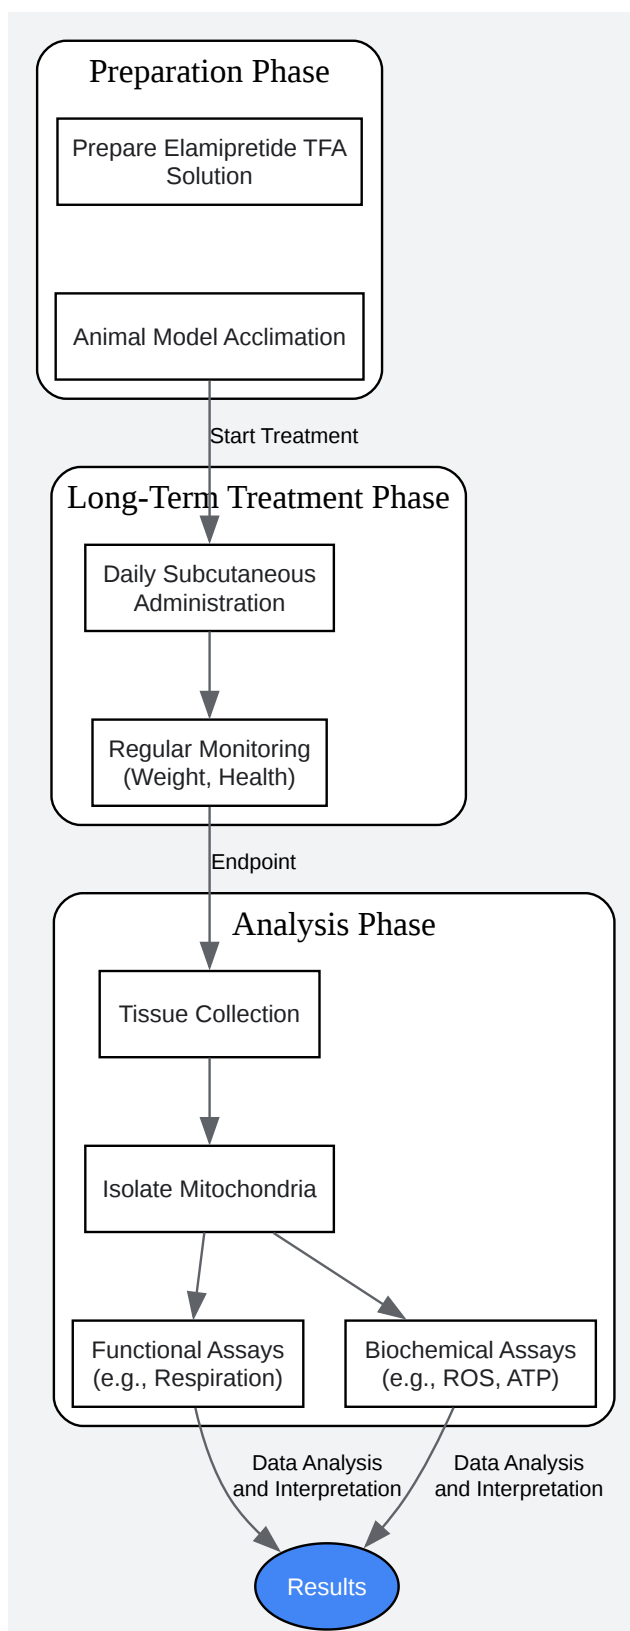 Preparation Phase
Prepare Elamipretide TFA
Solution
Animal Model Acclimation
Start Treatment
Long-Term Treatment Phase
Daily Subcutaneous
Administration
Regular Monitoring
(Weight, Health)
Endpoint
Analysis Phase
Tissue Collection
Isolate Mitochondria
Functional Assays
(e.g., Respiration)
Biochemical Assays
(e.g., ROS, ATP)
Data Analysis
and Interpretation
Data Analysis
and Interpretation
Results